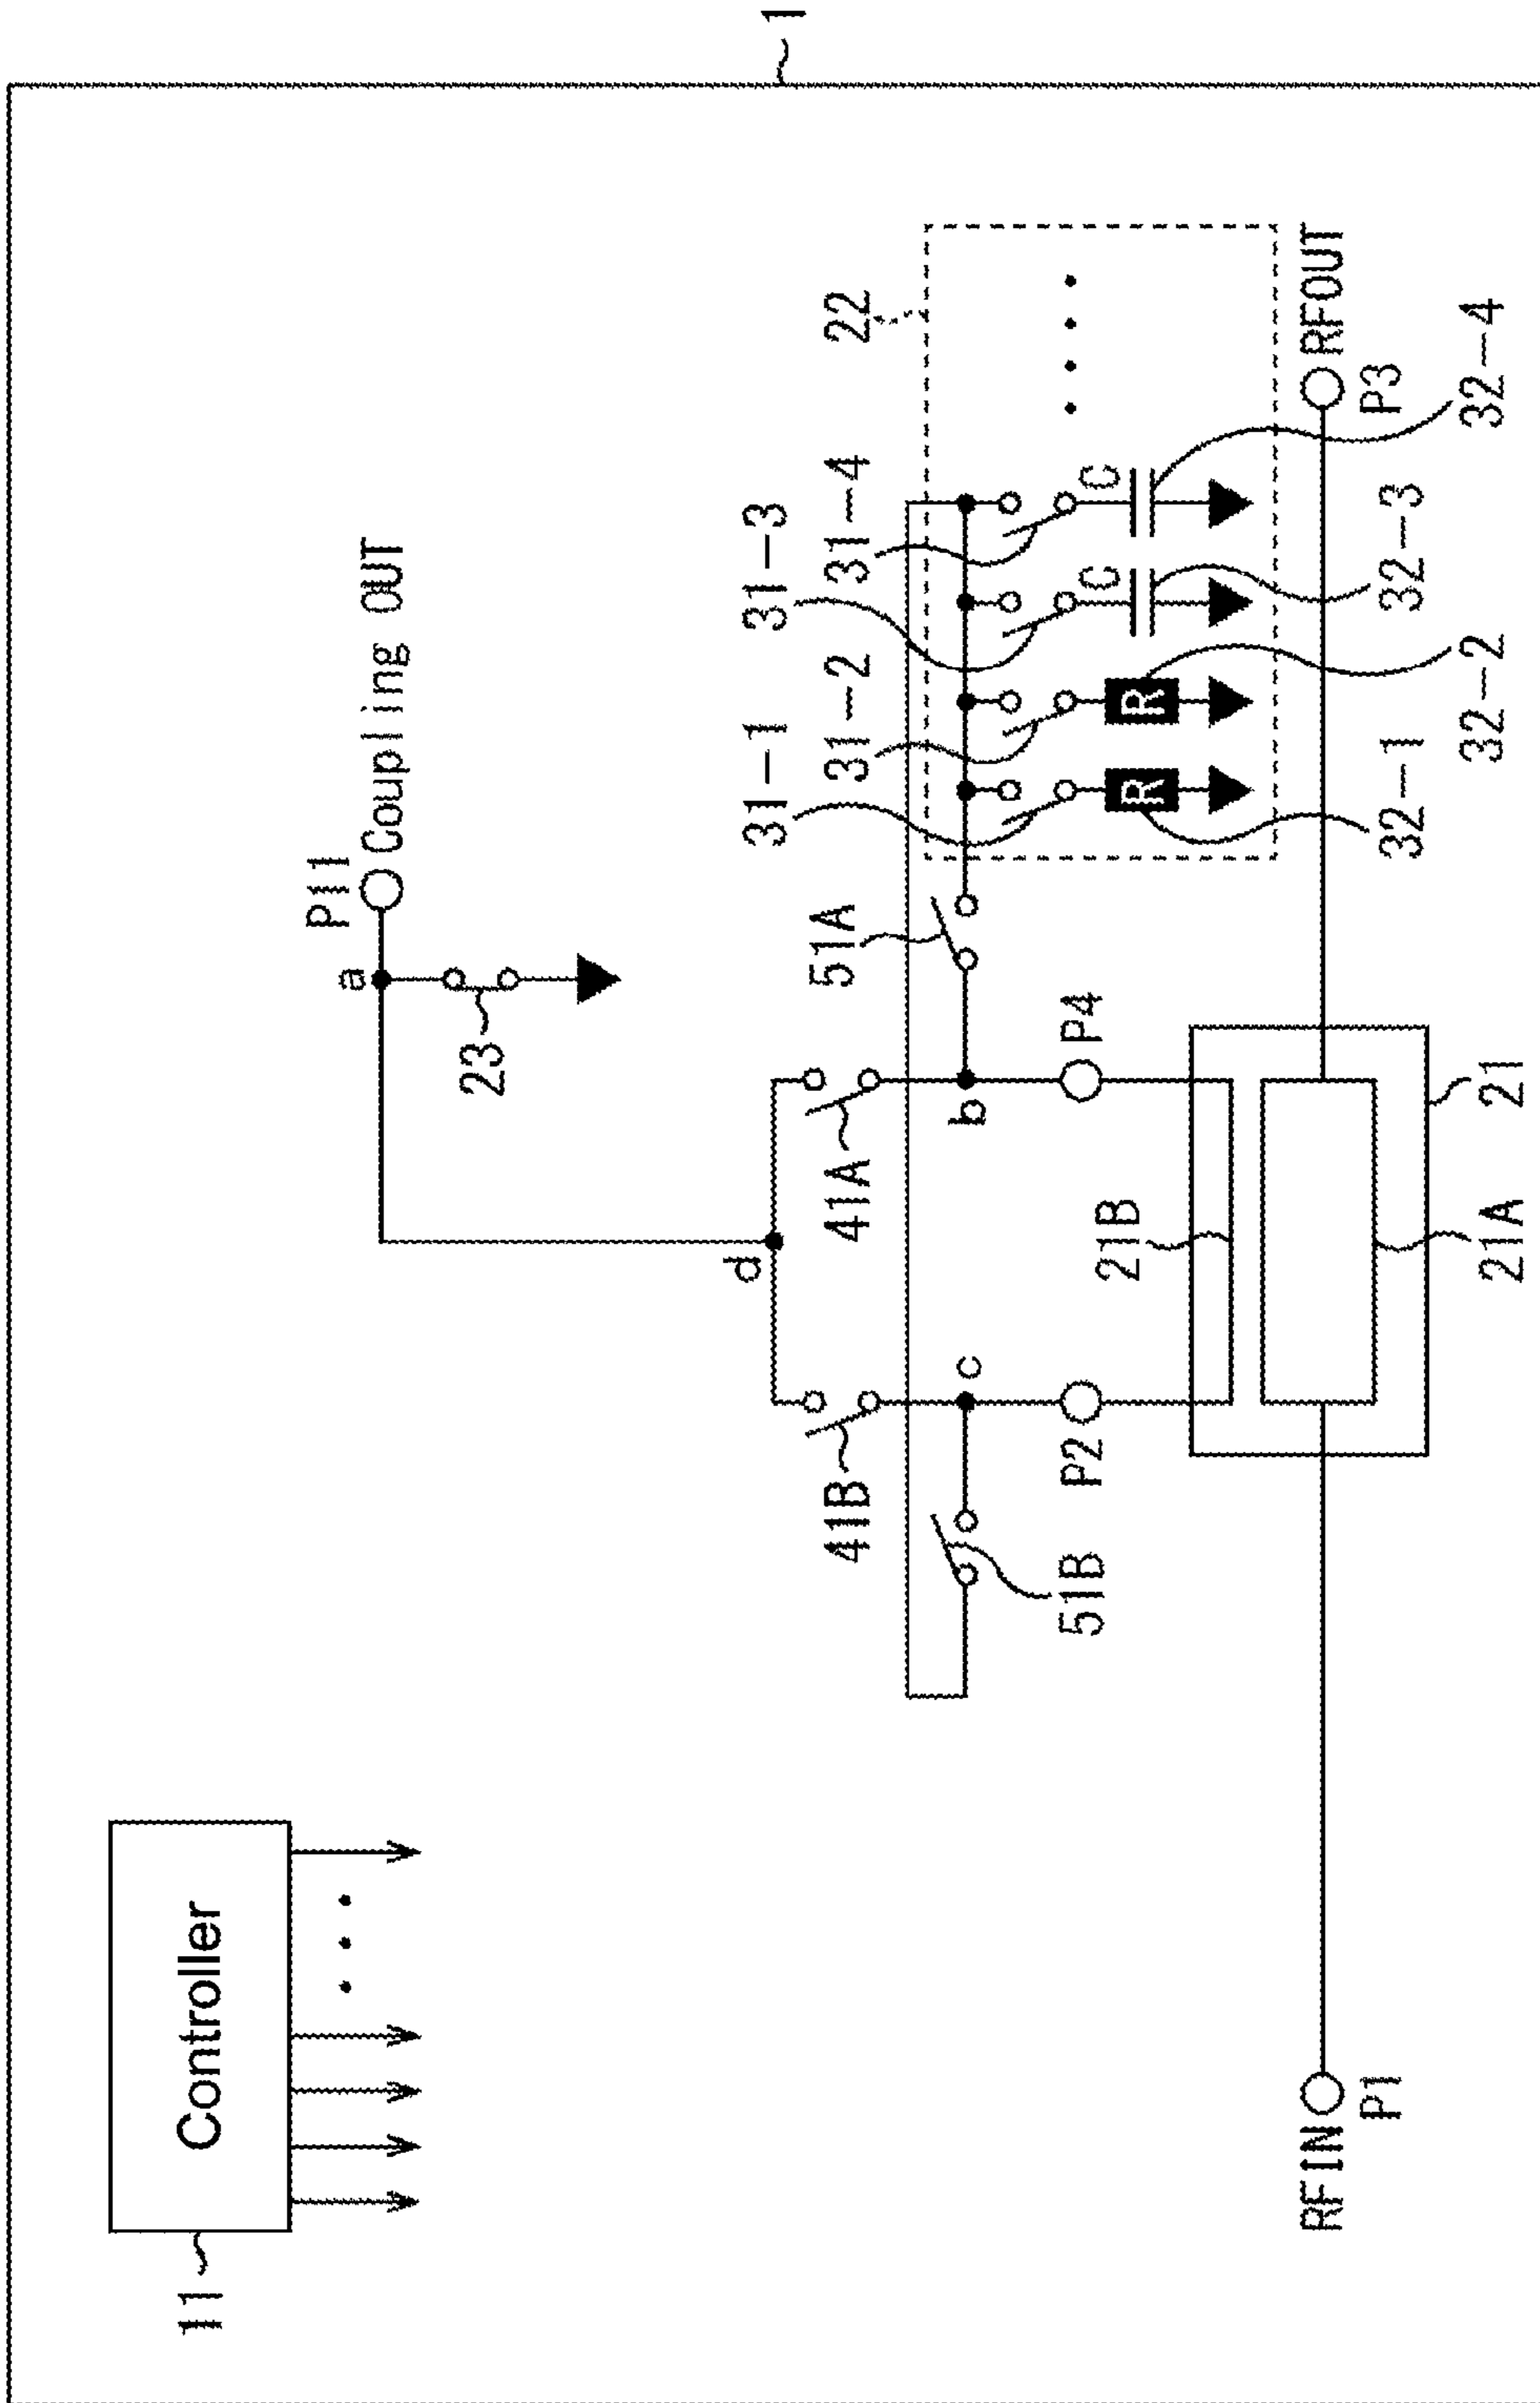 1
11
Controller
P11
Coupling OUT
a
23
d
41B
41A
31-1
31-2
31-3
31-4
22
51A
c
b
51B
P2
P4
C
C
R
R
21B
RFIN
P1
RFOUT
P3
21A
21
32-1
32-2
32-3
32-4